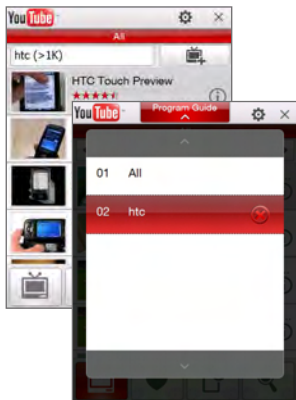 YouTube
All
htc (>1K)
HTC Touch Preview
YouTube
Program Guide
01 All
02 htc